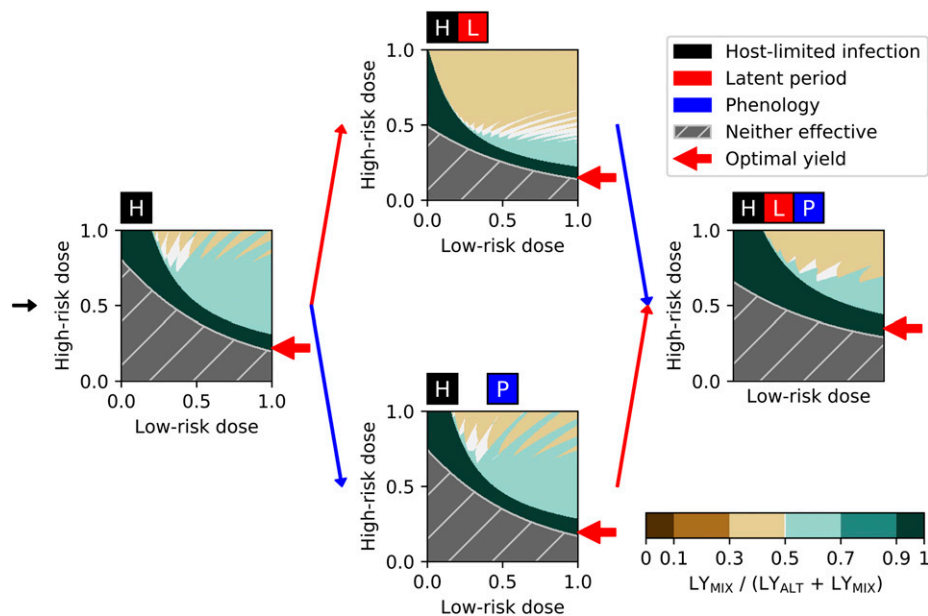 H L
1.0
0.5
0.0
High-risk dose
0.0 0.5 1.0
Low-risk dose
Host-limited infection
Latent period
Phenology
Neither effective
Optimal yield
H
1.0
0.5
0.0
High-risk dose
0.0 0.5 1.0
Low-risk dose
H L P
1.0
0.5
0.0
High-risk dose
Low-risk dose
H P
1.0
0.5
0.0
High-risk dose
0.0 0.5 1.0
Low-risk dose
0 0.1 0.3 0.5 0.7 0.9 1
LYMIX / (LYALT + LYMIX)